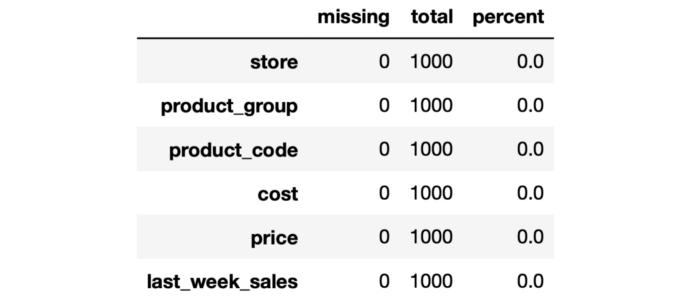 missing total percent
store 0 1000 0.0
product_group 0 1000 0.0
product_code 0 1000 0.0
cost 0 1000 0.0
price 0 1000 0.0
last_week_sales 0 1000 0.0